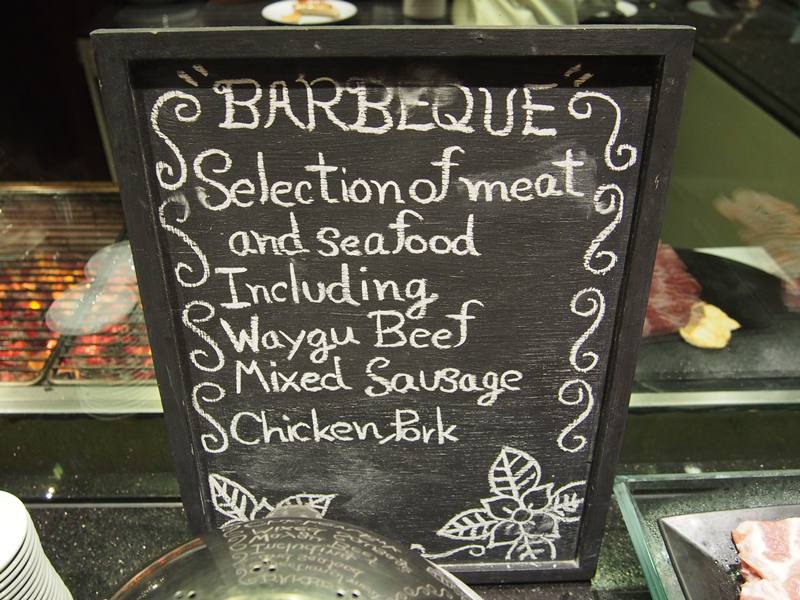 "BARBEQUE"
Selection of meat
and seafood
Including
Waygu Beef
Mixed Sausage
Chicken, Pork